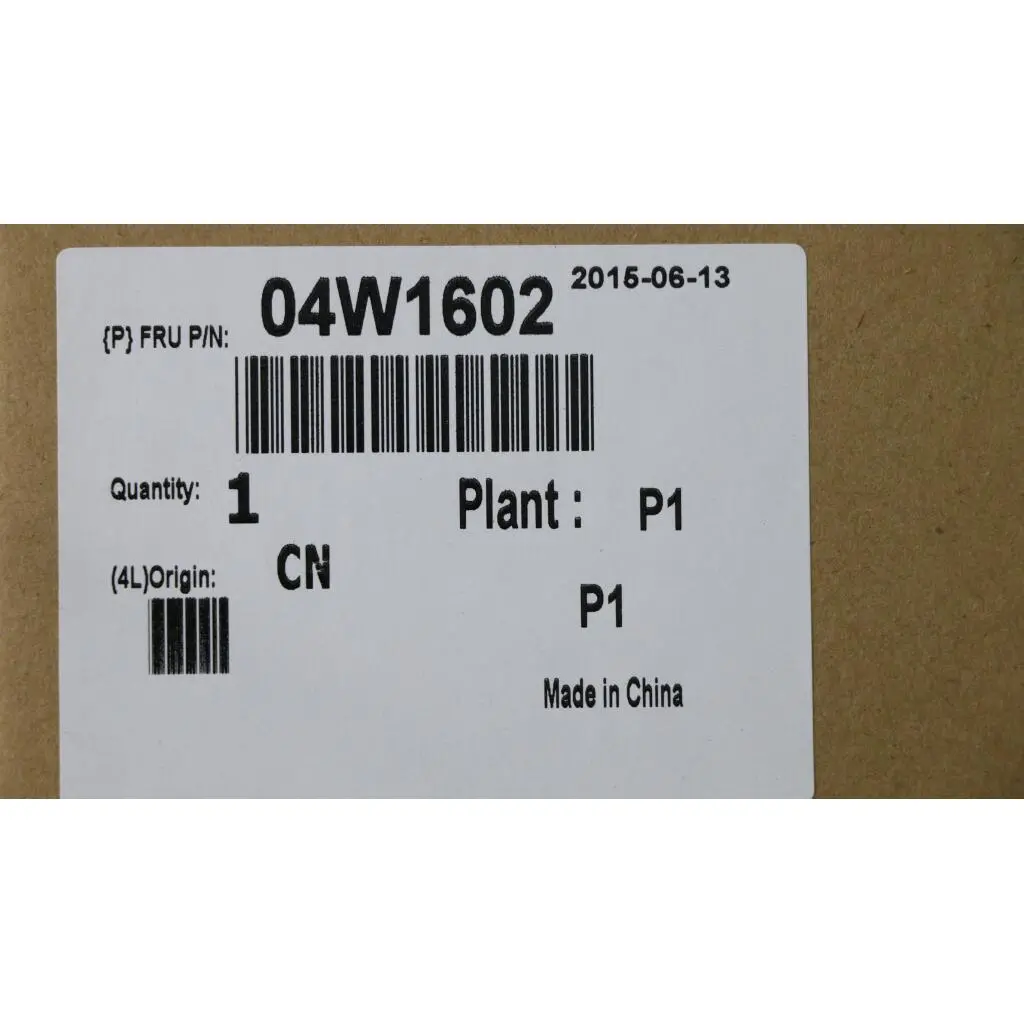 04W1602 2015-06-13
{P} FRU P/N:
Quantity: 1 Plant : P1
(4L)Origin: CN
P1
Made in China